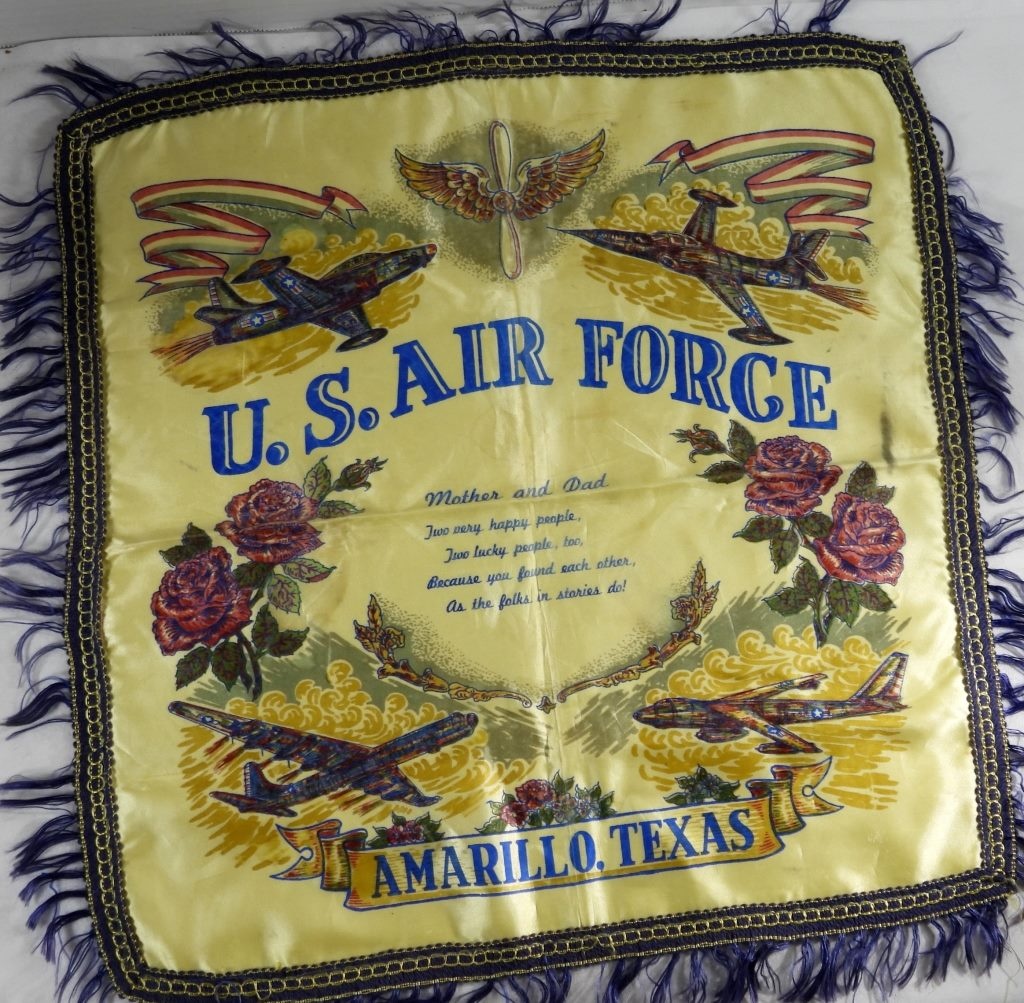 U. S. AIR FORCE
Mother and Dad
Two very happy people,
Two lucky people, too,
Because you found each other,
As the folks in stories do!
AMARILLO, TEXAS